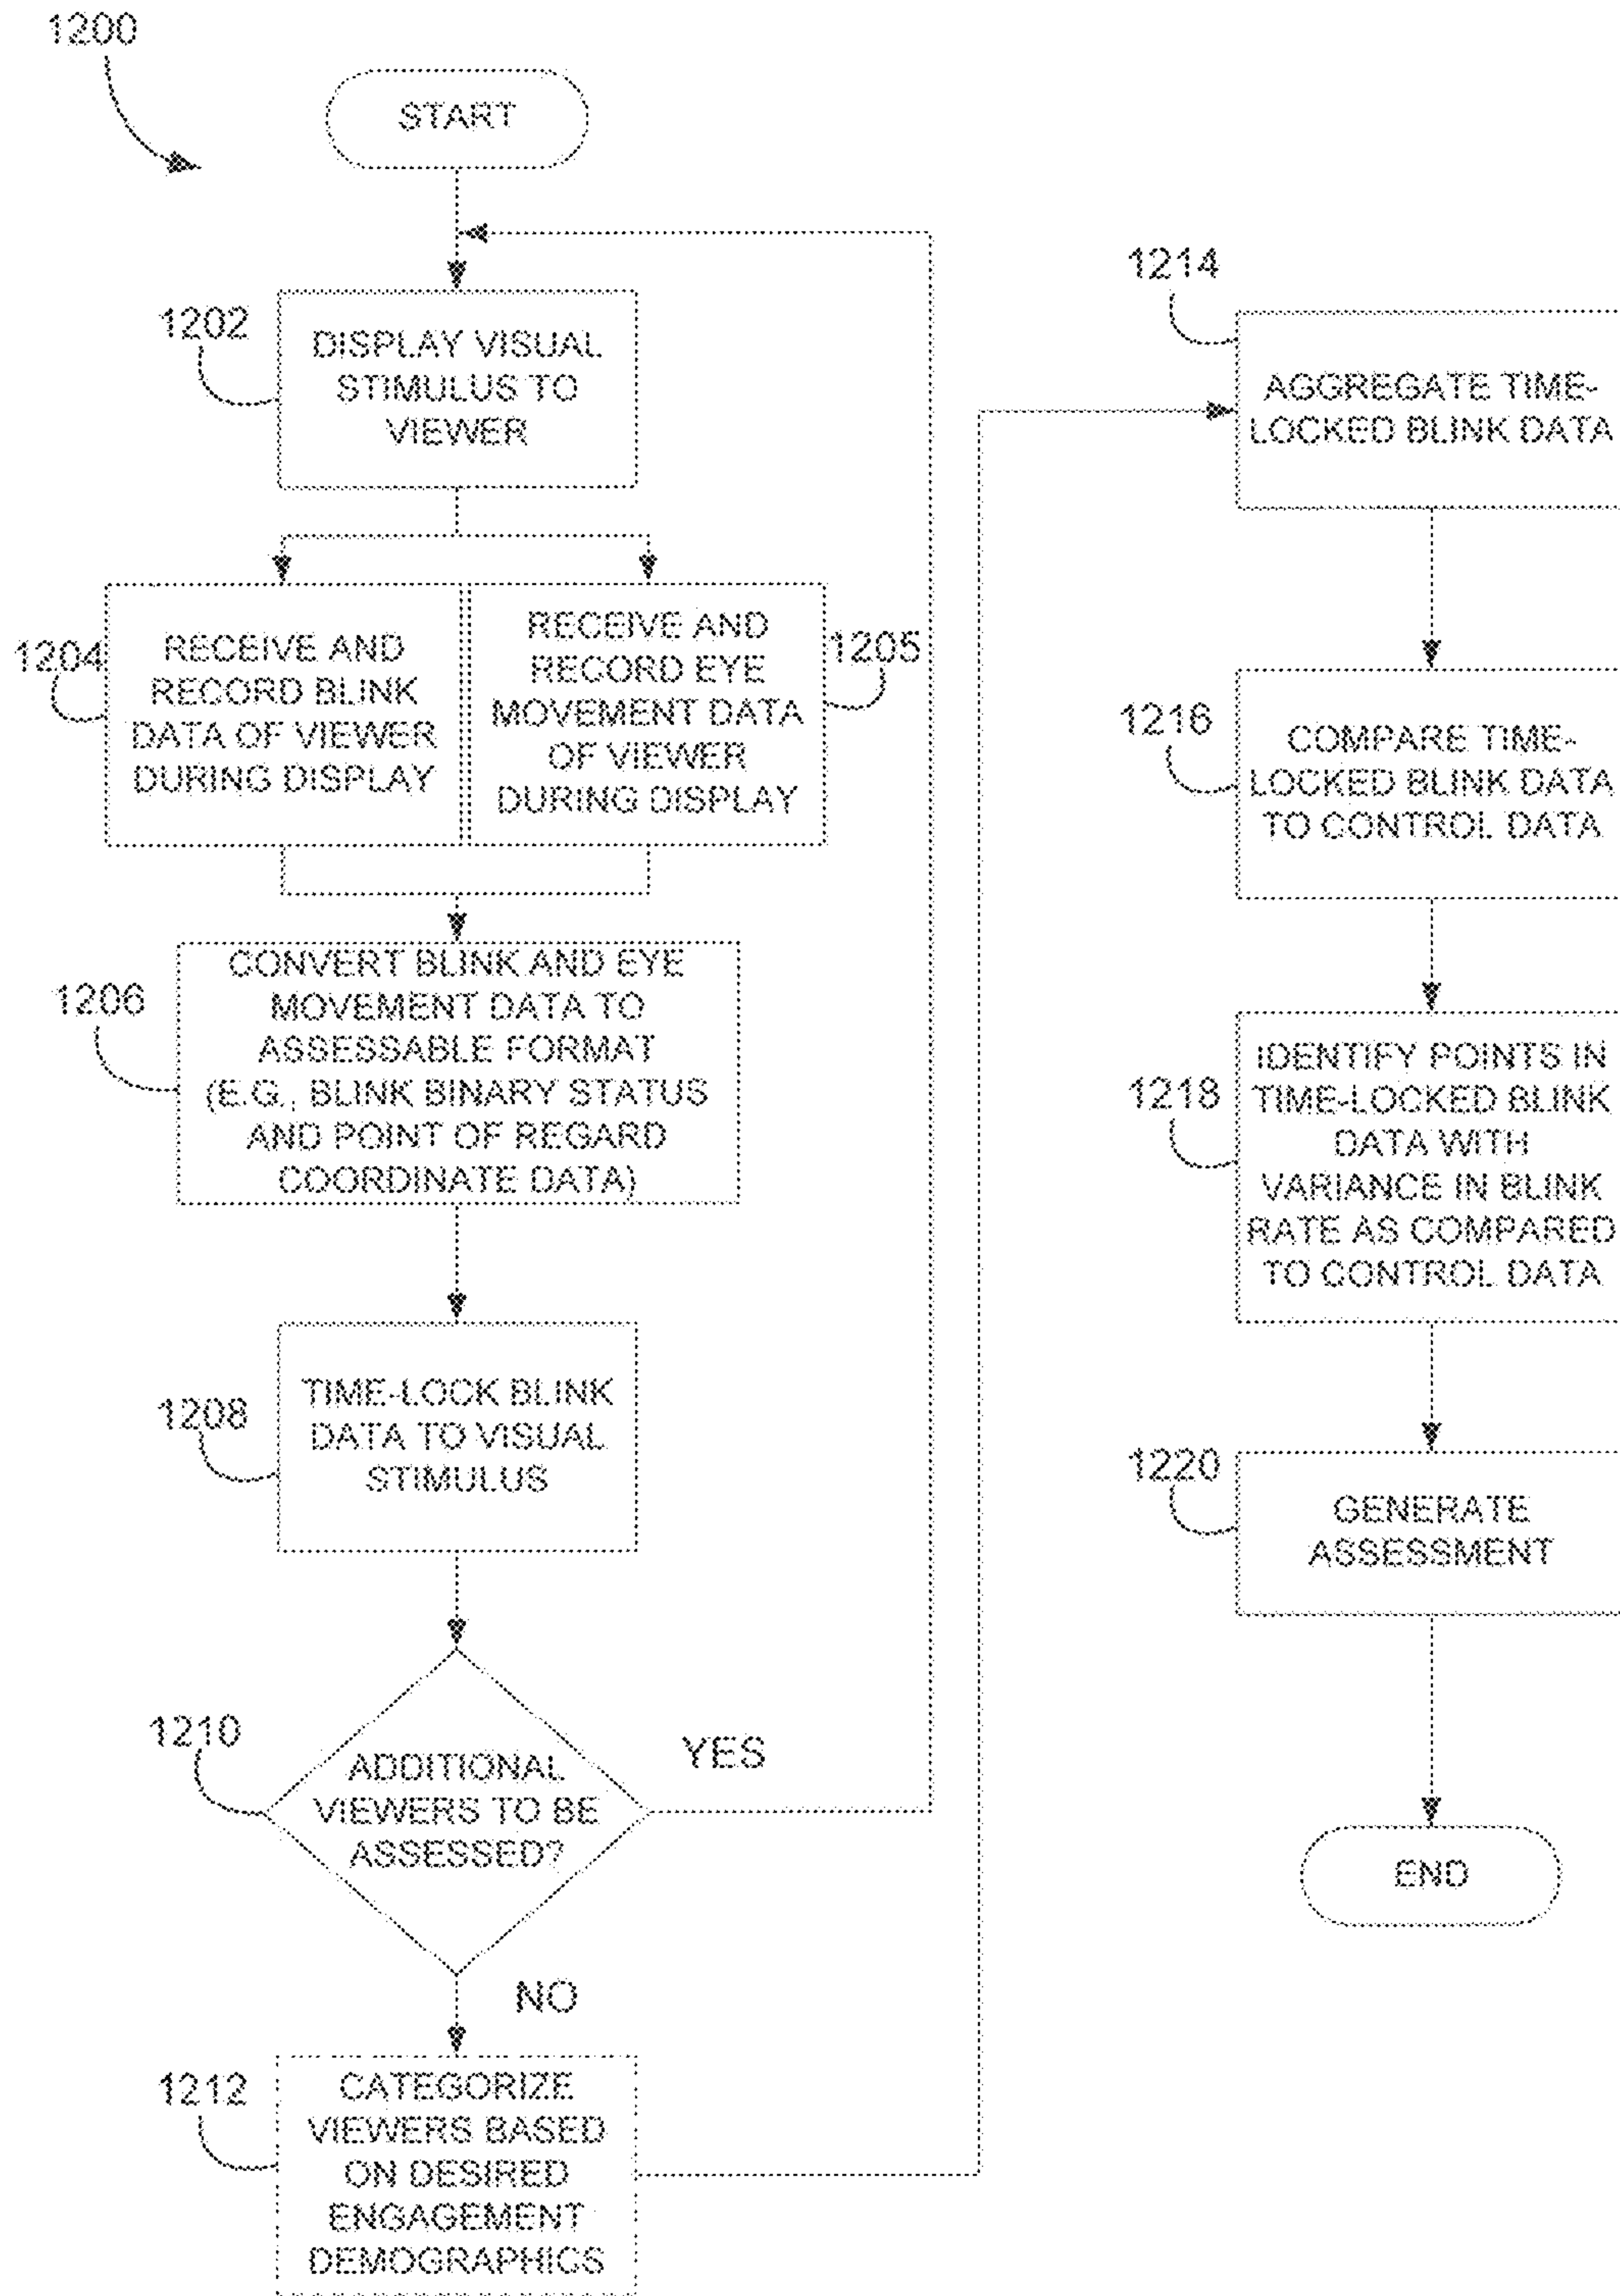 1200
START
1202
DISPLAY VISUAL
STIMULUS TO
VIEWER
1204
RECEIVE AND
RECORD BLINK
DATA OF VIEWER
DURING DISPLAY
RECEIVE AND
RECORD EYE
MOVEMENT DATA
OF VIEWER
DURING DISPLAY
1205
1206
CONVERT BLINK AND EYE
MOVEMENT DATA TO
ASSESSABLE FORMAT
(E.G., BLINK BINARY STATUS
AND POINT OF REGARD
COORDINATE DATA)
1208
TIME-LOCK BLINK
DATA TO VISUAL
STIMULUS
1210
ADDITIONAL
VIEWERS TO BE
ASSESSED?
YES
NO
1212
CATEGORIZE
VIEWERS BASED
ON DESIRED
ENGAGEMENT
DEMOGRAPHICS
1214
AGGREGATE TIME-
LOCKED BLINK DATA
1216
COMPARE TIME-
LOCKED BLINK DATA
TO CONTROL DATA
1218
IDENTIFY POINTS IN
TIME-LOCKED BLINK
DATA WITH
VARIANCE IN BLINK
RATE AS COMPARED
TO CONTROL DATA
1220
GENERATE
ASSESSMENT
END